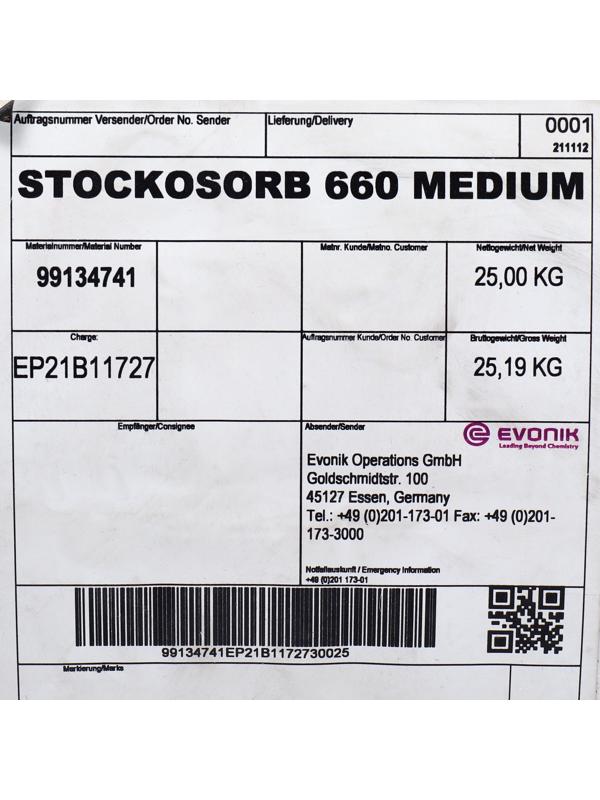 Auftragsnummer Versender/Order No. Sender
Lieferung/Delivery
0001
211112
STOCKOSORB 660 MEDIUM
Materialnummer/Material Number
99134741
Matnr. Kunde/Matno. Customer
Nettogewicht/Net Weight
25,00 KG
Charge:
EP21B11727
Auftragsnummer Kunde/Order No. Customer
Bruttogewicht/Gross Weight
25,19 KG
Empfänger/Consignee
Absender/Sender
EVONIK
Leading Beyond Chemistry
Evonik Operations GmbH
Goldschmidtstr. 100
45127 Essen, Germany
Tel.: +49 (0)201-173-01 Fax: +49 (0)201-
173-3000
Notfallauskunft / Emergency Information
+49 (0)201 173-01
99134741EP21B1172730025
Markierung/Marks